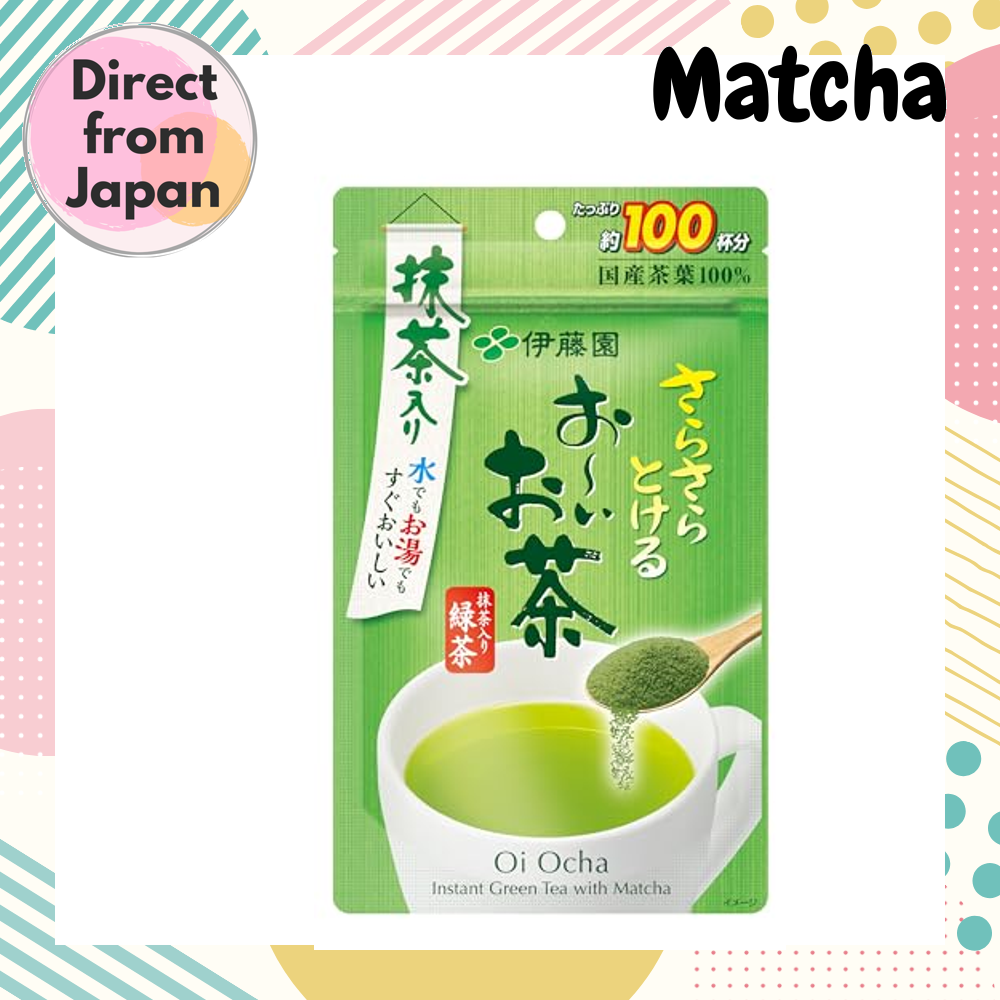 Direct
from
Japan
Matcha
たっぷり
約100杯分
国産茶葉100%
伊藤園
抹茶入り
水でもお湯でも
すぐおいしい
さらさら
とける
お～い
お茶
抹茶入り
緑茶
Oi Ocha
Instant Green Tea with Matcha
イメージ